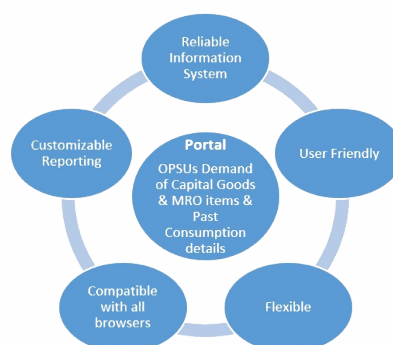 Reliable
Information
System
Customizable
Reporting
Portal
OPSUs Demand
of Capital Goods
& MRO items &
Past
Consumption
details
User Friendly
Compatible
with all
browsers
Flexible